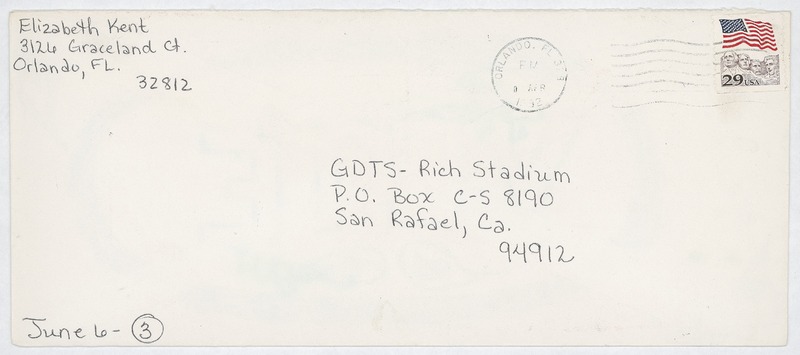 Elizabeth Kent
3126 Graceland Ct.
Orlando, FL.
32812
ORLANDO, FL
PM
APR
29 USA
GDTS- Rich Stadium
P.O. Box C-S 8190
San Rafael, Ca.
94912
June 6- 3